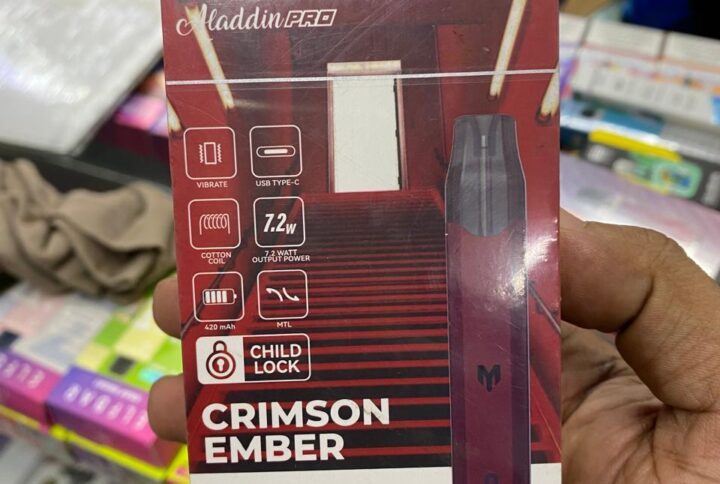 Aladdin PRO
VIBRATE
USB TYPE-C
7.2W
COTTON
COIL
7.2 WATT
OUTPUT POWER
420 mAh
MTL
CHILD
LOCK
CRIMSON
EMBER